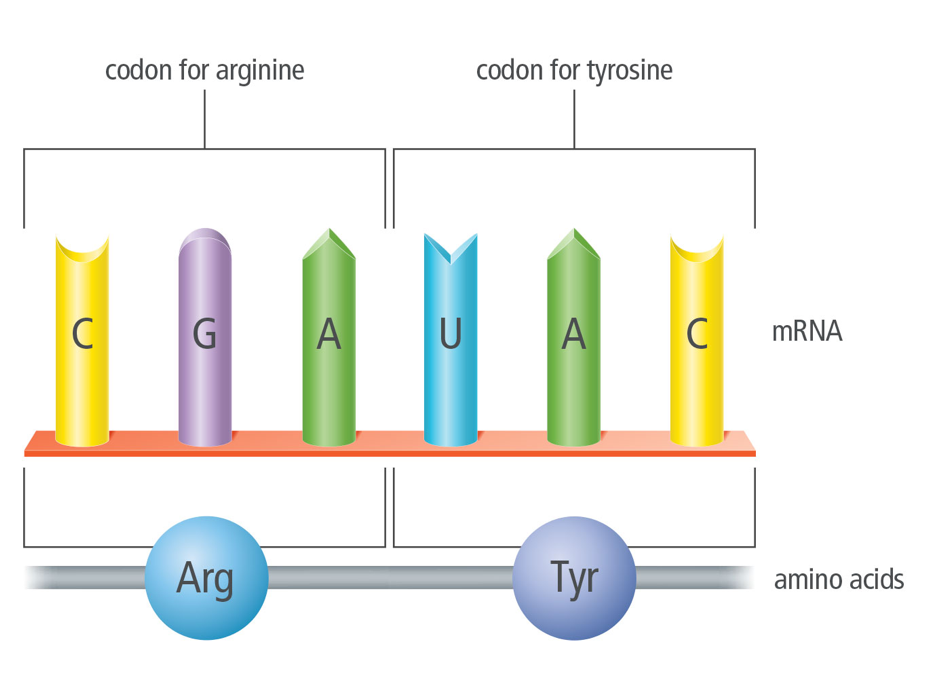 codon for arginine
codon for tyrosine
C G A U A C
mRNA
Arg
Tyr
amino acids